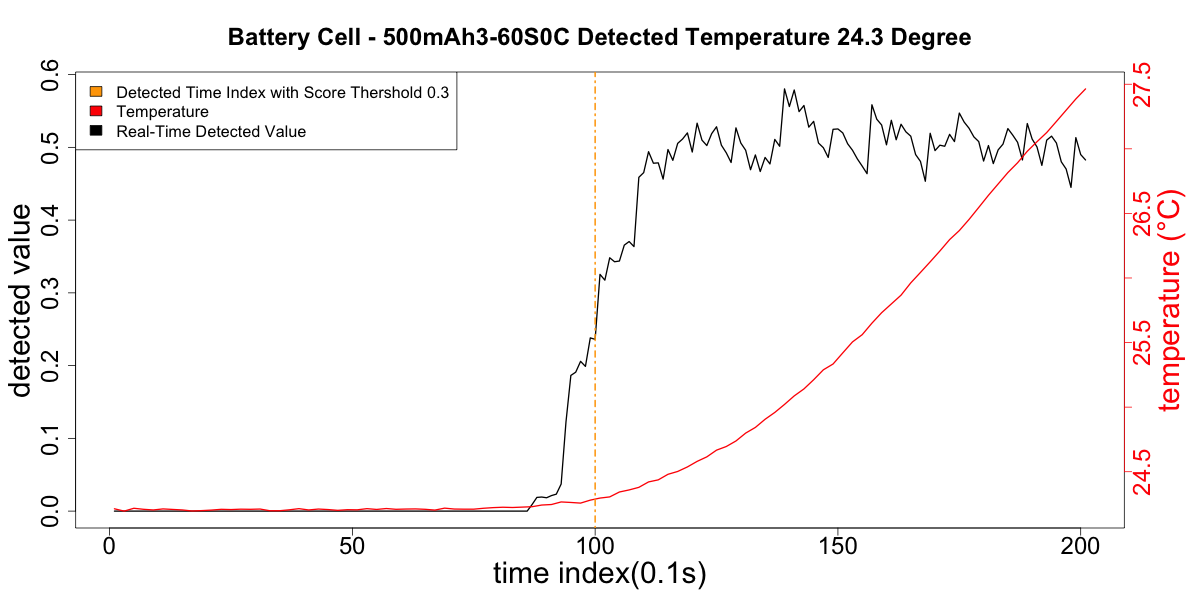 Battery Cell - 500mAh3-60S0C Detected Temperature 24.3 Degree
Detected Time Index with Score Thershold 0.3
Temperature
Real-Time Detected Value
detected value
0.0 0.1 0.2 0.3 0.4 0.5 0.6
24.5 25.5 26.5 27.5
temperature (°C)
0 50 100 150 200
time index(0.1s)